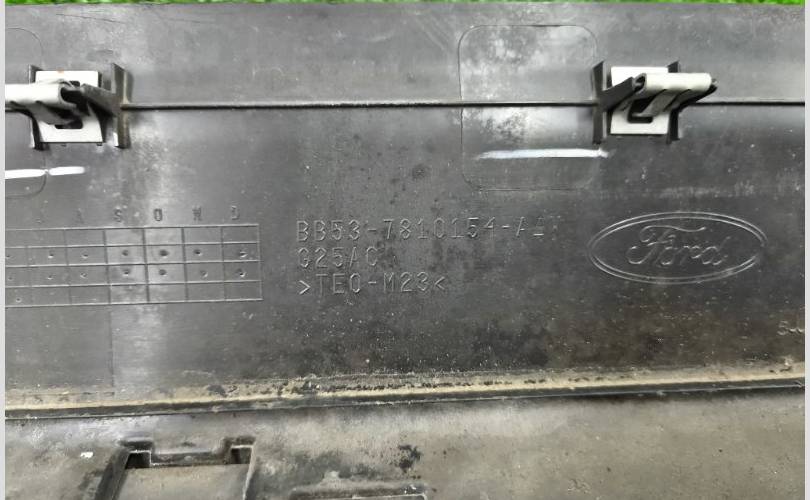 J A S O N D
BB53-7810154-A
G25AC
>TEO-M23<
Ford